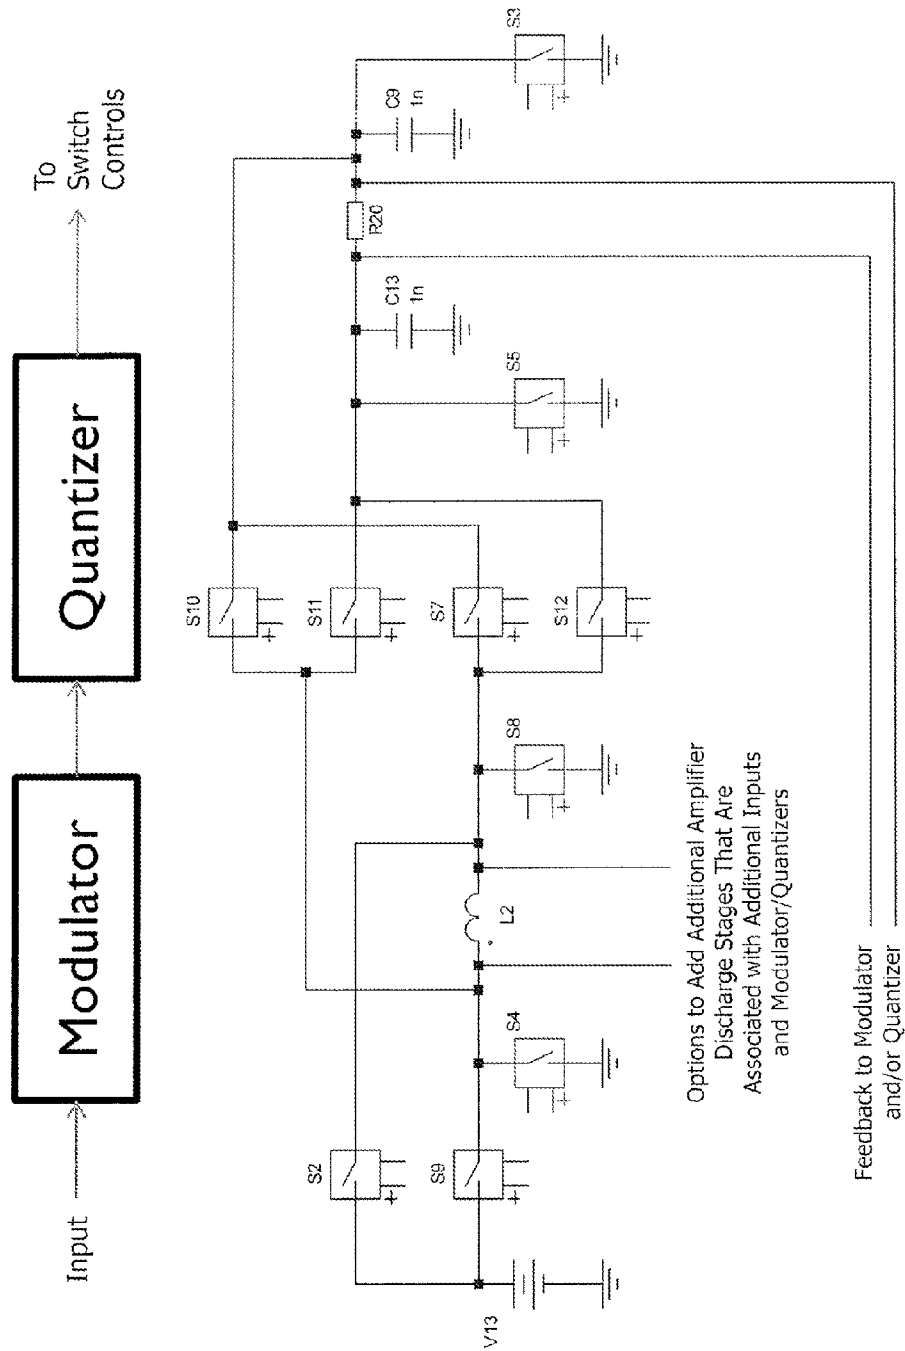 Input
Modulator
Quantizer
To
Switch
Controls
S10
S11
S7
S12
S2
S9
V13
S4
L2
S8
S5
C13
1n
R20
C9
1n
S3
Options to Add Additional Amplifier
Discharge Stages That Are
Associated with Additional Inputs
and Modulator/Quantizers
Feedback to Modulator
and/or Quantizer